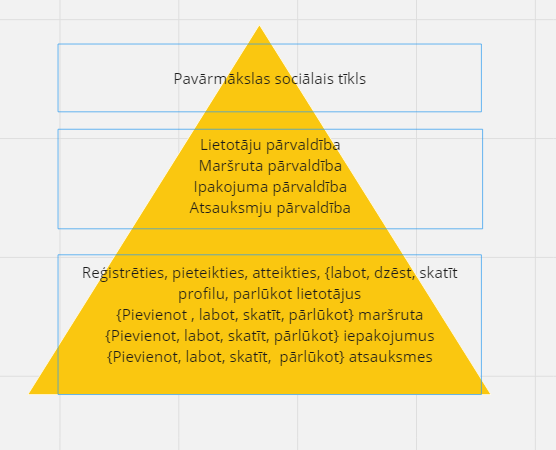 Pavārmākslas sociālais tīkls
Lietotāju pārvaldība
Maršruta pārvaldība
Ipakojuma pārvaldība
Atsauksmju pārvaldība
Reģistrēties, pieteikties, atteikties, {labot, dzēst, skatīt
profilu, parlūkot lietotājus
{Pievienot , labot, skatīt, pārlūkot} maršruta
{Pievienot, labot, skatīt, pārlūkot} iepakojumus
{Pievienot, labot, skatīt,  pārlūkot} atsauksmes